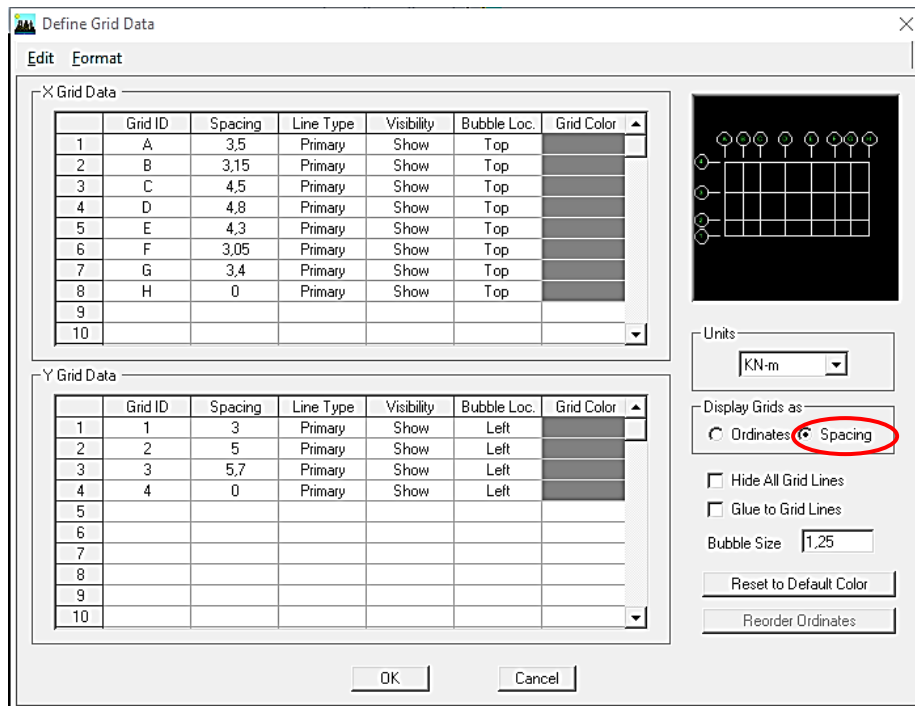 Define Grid Data
Edit Format
X Grid Data
Grid ID Spacing Line Type Visibility Bubble Loc. Grid Color
1 A 3,5 Primary Show Top
2 B 3,15 Primary Show Top
3 C 4,5 Primary Show Top
4 D 4,8 Primary Show Top
5 E 4,3 Primary Show Top
6 F 3,05 Primary Show Top
7 G 3,4 Primary Show Top
8 H 0 Primary Show Top
9
10
Y Grid Data
Grid ID Spacing Line Type Visibility Bubble Loc. Grid Color
1 1 3 Primary Show Left
2 2 5 Primary Show Left
3 3 5,7 Primary Show Left
4 4 0 Primary Show Left
5
6
7
8
9
10
Units
KN-m
Display Grids as
Ordinates Spacing
Hide All Grid Lines
Glue to Grid Lines
Bubble Size 1,25
Reset to Default Color
Reorder Ordinates
OK Cancel